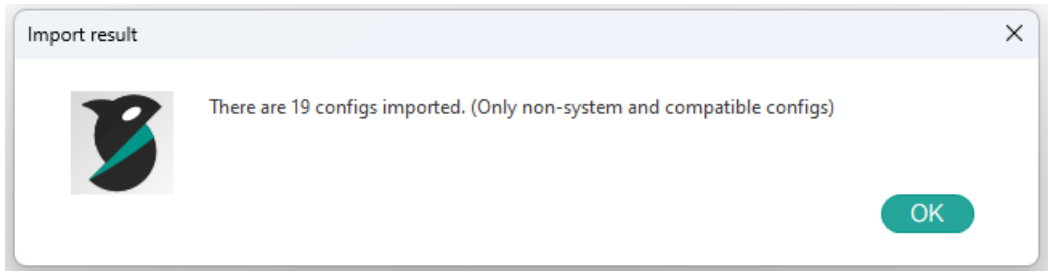 Import result
There are 19 configs imported. (Only non-system and compatible configs)
OK